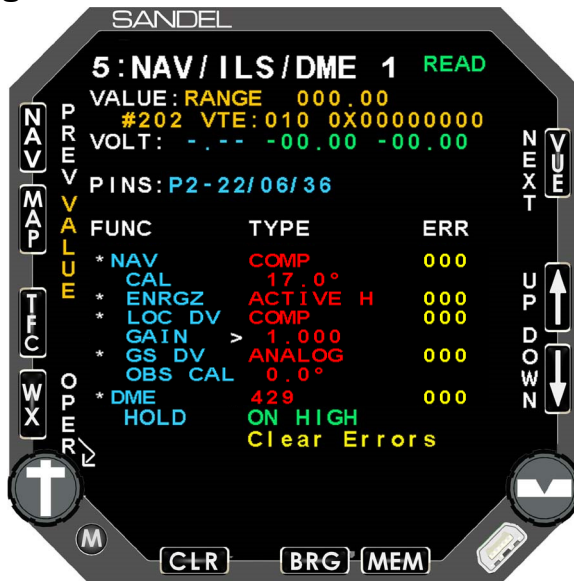 SANDEL
5:NAV/ILS/DME 1 READ
VALUE:RANGE 000.00
#202 VTE:010 0X00000000
VOLT: -.-- -00.00 -00.00
PINS:P2-22/06/36
FUNC TYPE ERR
*NAV COMP 000
CAL 17.0°
* ENRGZ ACTIVE H 000
* LOC DV COMP 000
GAIN > 1.000
* GS DV ANALOG 000
OBS CAL 0.0°
*DME 429 000
HOLD ON HIGH
Clear Errors
NAV
MAP
TFC
WX
PREV VALUE
OPER
NEXT
VUE
UP DOWN
T
M
CLR
BRG
MEM